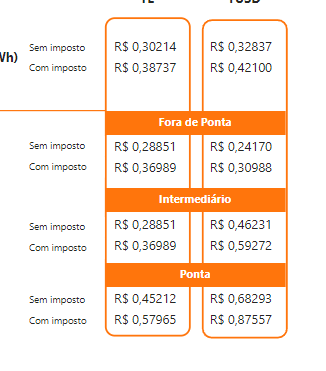 TE TUSD
Sem imposto R$ 0,30214 R$ 0,32837
Wh)
Com imposto R$ 0,38737 R$ 0,42100
Fora de Ponta
Sem imposto R$ 0,28851 R$ 0,24170
Com imposto R$ 0,36989 R$ 0,30988
Intermediário
Sem imposto R$ 0,28851 R$ 0,46231
Com imposto R$ 0,36989 R$ 0,59272
Ponta
Sem imposto R$ 0,45212 R$ 0,68293
Com imposto R$ 0,57965 R$ 0,87557